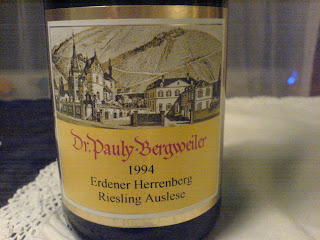 Dr. Pauly·Bergweiler
1994
Erdener Herrenberg
Riesling Auslese